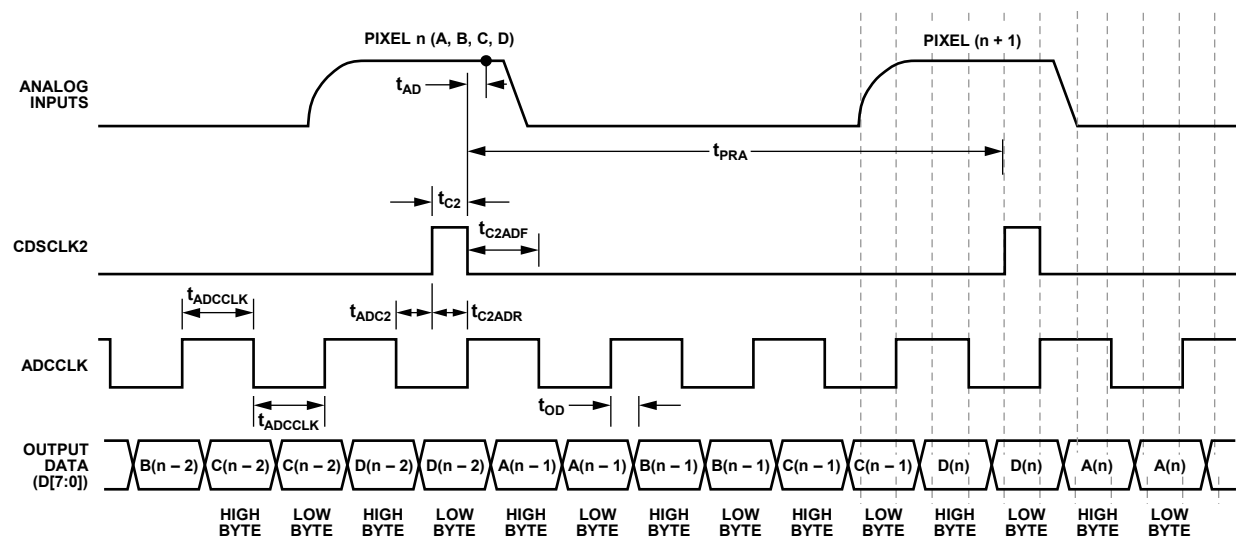 PIXEL n (A, B, C, D)
PIXEL (n + 1)
ANALOG
INPUTS
tAD
tPRA
tC2
CDSCLK2
tC2ADF
tADCCLK
tADC2
tC2ADR
ADCCLK
tADCCLK
tOD
OUTPUT
DATA
(D[7:0])
B(n – 2) C(n – 2) C(n – 2) D(n – 2) D(n – 2) A(n – 1) A(n – 1) B(n – 1) B(n – 1) C(n – 1) C(n – 1) D(n) D(n) A(n) A(n)
HIGH LOW HIGH LOW HIGH LOW HIGH LOW HIGH LOW HIGH LOW HIGH LOW
BYTE BYTE BYTE BYTE BYTE BYTE BYTE BYTE BYTE BYTE BYTE BYTE BYTE BYTE